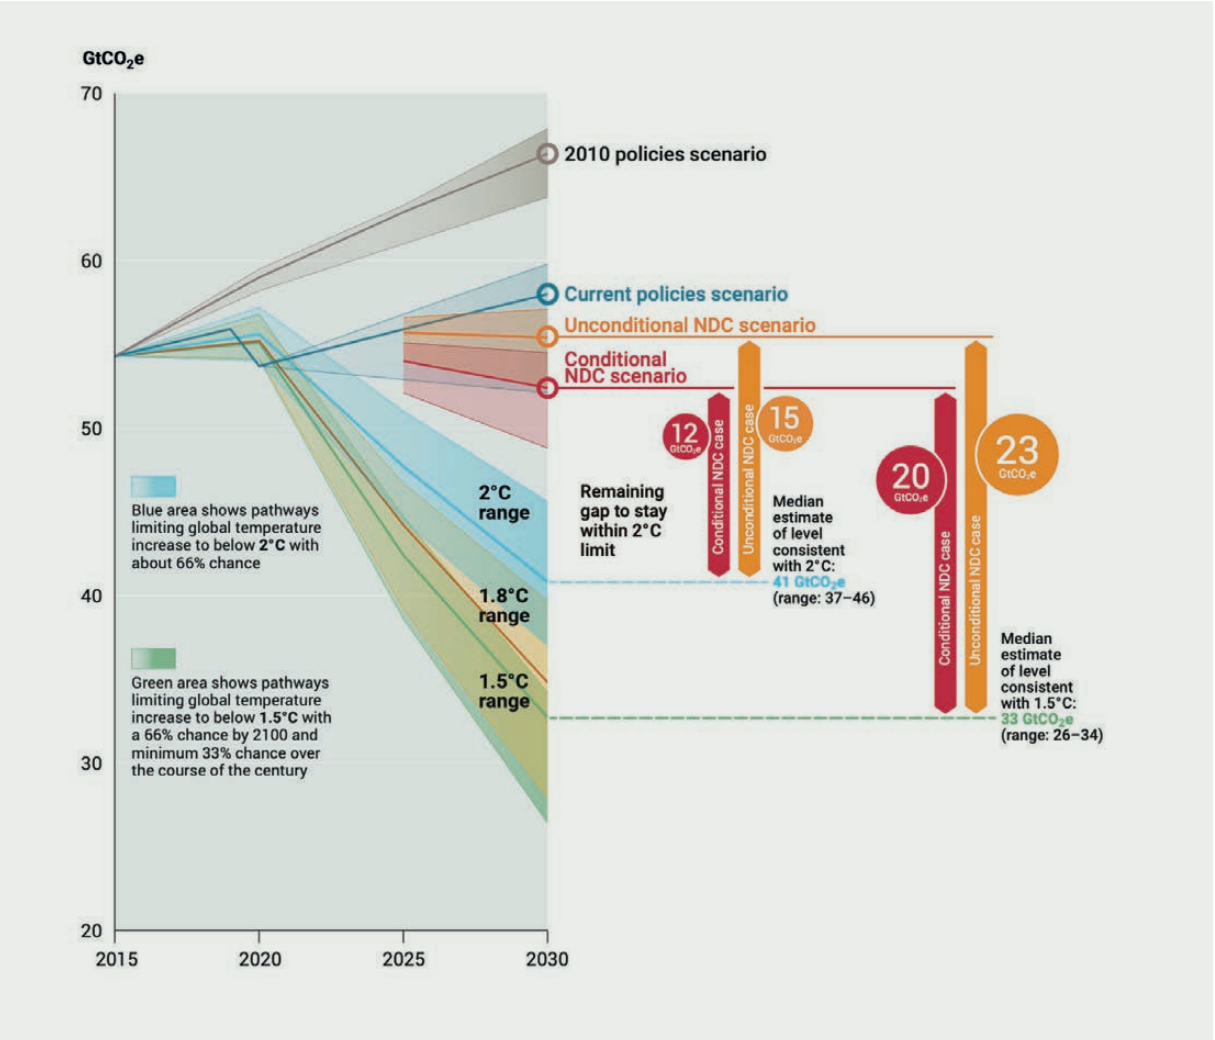 GtCO₂e
70
60
50
40
30
20
2015
2020
2025
2030
2010 policies scenario
Current policies scenario
Unconditional NDC scenario
Conditional
NDC scenario
2°C
range
1.8°C
range
1.5°C
range
Blue area shows pathways
limiting global temperature
increase to below 2°C with
about 66% chance
Green area shows pathways
limiting global temperature
increase to below 1.5°C with
a 66% chance by 2100 and
minimum 33% chance over
the course of the century
Remaining
gap to stay
within 2°C
limit
12
GtCO₂e
Conditional NDC case
Unconditional NDC case
15
GtCO₂e
Median
estimate
of level
consistent
with 2°C:
41 GtCO₂e
(range: 37–46)
20
GtCO₂e
Conditional NDC case
Unconditional NDC case
23
GtCO₂e
Median
estimate
of level
consistent
with 1.5°C:
33 GtCO₂e
(range: 26–34)